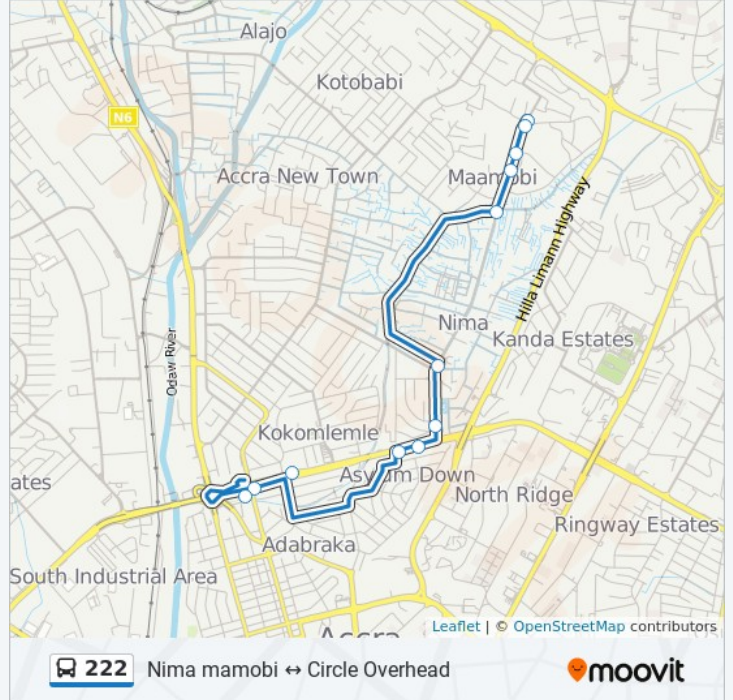 Alajo
Kotobabi
N6
Accra New Town
Maamobi
Hilla Limann Highway
Nima
Kanda Estates
Odaw River
Kokomlemle
ates
Asylum Down
North Ridge
Ringway Estates
Adabraka
South Industrial Area
Leaflet | © OpenStreetMap contributors
Accra
222 Nima mamobi ↔ Circle Overhead
moovit